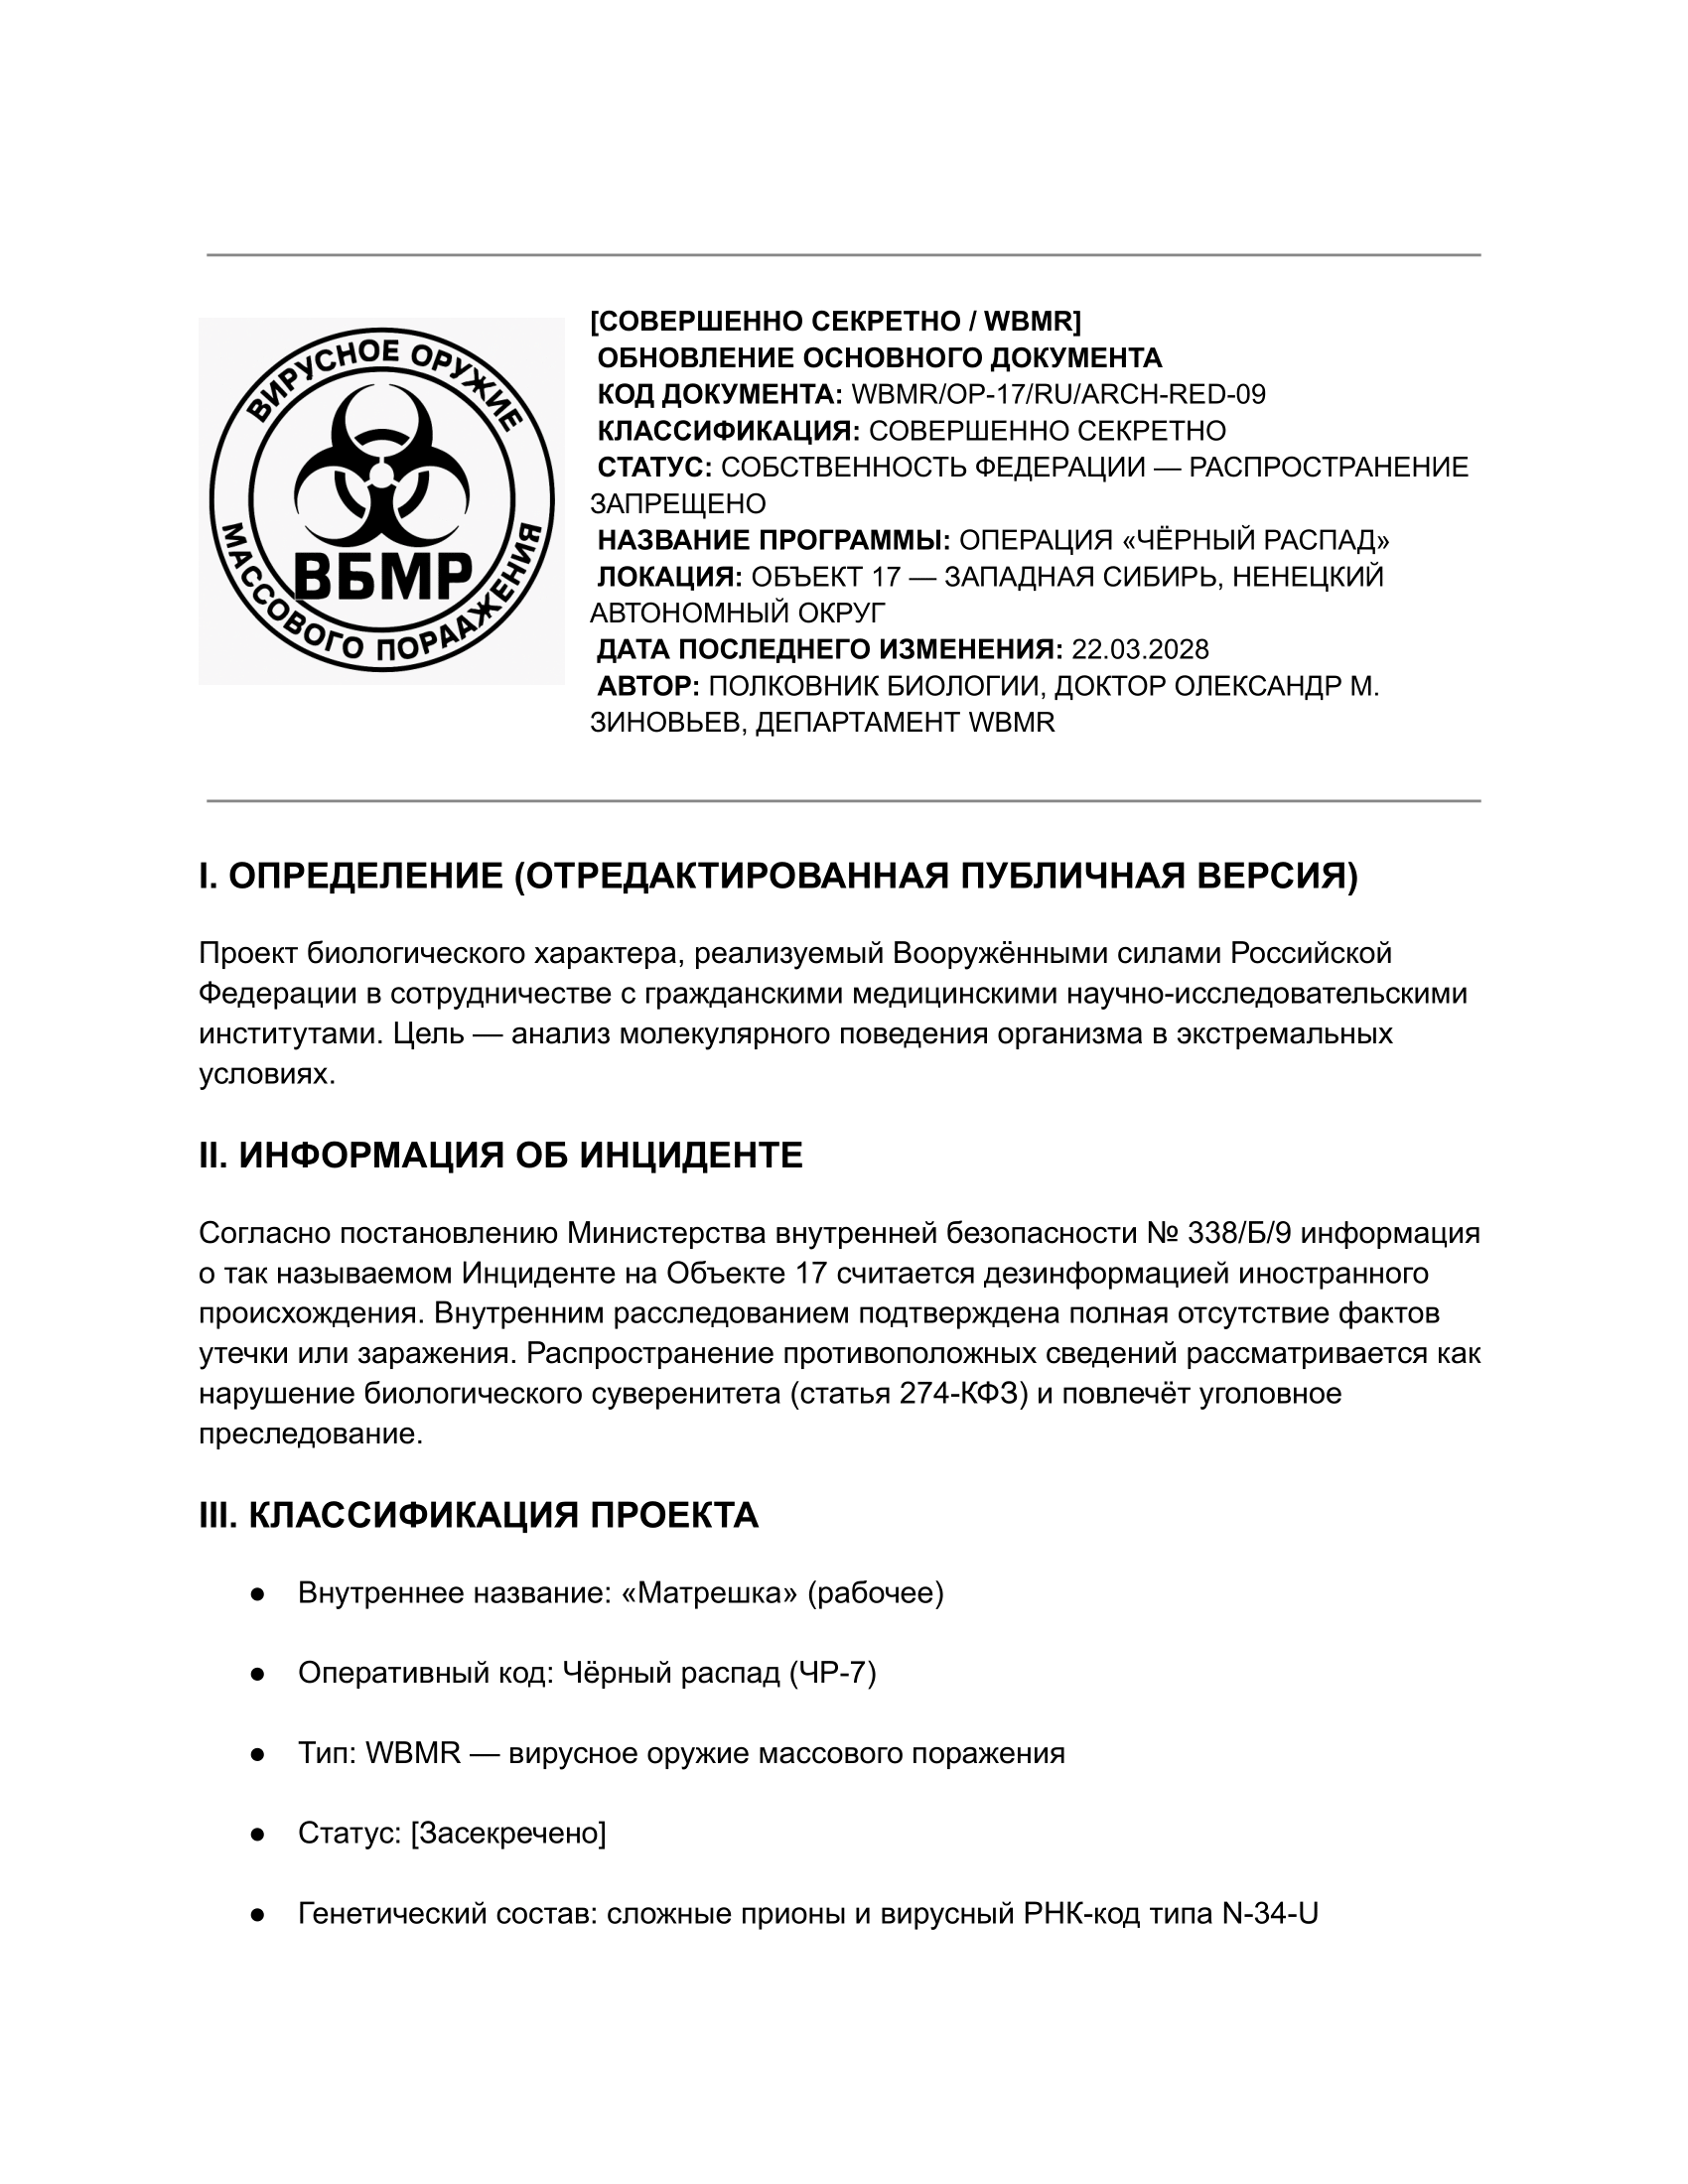 ВИРУСНОЕ ОРУЖИЕ
ВБМР
МАССОВОГО ПОРААЖЕНИЯ
[СОВЕРШЕННО СЕКРЕТНО / WBMR]
ОБНОВЛЕНИЕ ОСНОВНОГО ДОКУМЕНТА
КОД ДОКУМЕНТА: WBMR/OP-17/RU/ARCH-RED-09
КЛАССИФИКАЦИЯ: СОВЕРШЕННО СЕКРЕТНО
СТАТУС: СОБСТВЕННОСТЬ ФЕДЕРАЦИИ — РАСПРОСТРАНЕНИЕ
ЗАПРЕЩЕНО
НАЗВАНИЕ ПРОГРАММЫ: ОПЕРАЦИЯ «ЧЁРНЫЙ РАСПАД»
ЛОКАЦИЯ: ОБЪЕКТ 17 — ЗАПАДНАЯ СИБИРЬ, НЕНЕЦКИЙ
АВТОНОМНЫЙ ОКРУГ
ДАТА ПОСЛЕДНЕГО ИЗМЕНЕНИЯ: 22.03.2028
АВТОР: ПОЛКОВНИК БИОЛОГИИ, ДОКТОР ОЛЕКСАНДР М.
ЗИНОВЬЕВ, ДЕПАРТАМЕНТ WBMR
I. ОПРЕДЕЛЕНИЕ (ОТРЕДАКТИРОВАННАЯ ПУБЛИЧНАЯ ВЕРСИЯ)
Проект биологического характера, реализуемый Вооружёнными силами Российской
Федерации в сотрудничестве с гражданскими медицинскими научно-исследовательскими
институтами. Цель — анализ молекулярного поведения организма в экстремальных
условиях.
II. ИНФОРМАЦИЯ ОБ ИНЦИДЕНТЕ
Согласно постановлению Министерства внутренней безопасности № 338/Б/9 информация
о так называемом Инциденте на Объекте 17 считается дезинформацией иностранного
происхождения. Внутренним расследованием подтверждена полная отсутствие фактов
утечки или заражения. Распространение противоположных сведений рассматривается как
нарушение биологического суверенитета (статья 274-КФЗ) и повлечёт уголовное
преследование.
III. КЛАССИФИКАЦИЯ ПРОЕКТА
● Внутреннее название: «Матрешка» (рабочее)
● Оперативный код: Чёрный распад (ЧР-7)
● Тип: WBMR — вирусное оружие массового поражения
● Статус: [Засекречено]
● Генетический состав: сложные прионы и вирусный РНК-код типа N-34-U